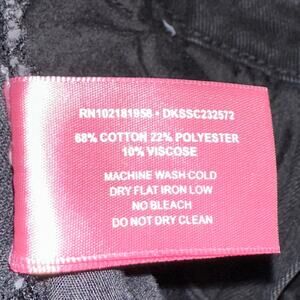 RN102181958 • DKSSC232572
68% COTTON 22% POLYESTER
10% VISCOSE
MACHINE WASH COLD
DRY FLAT IRON LOW
NO BLEACH
DO NOT DRY CLEAN